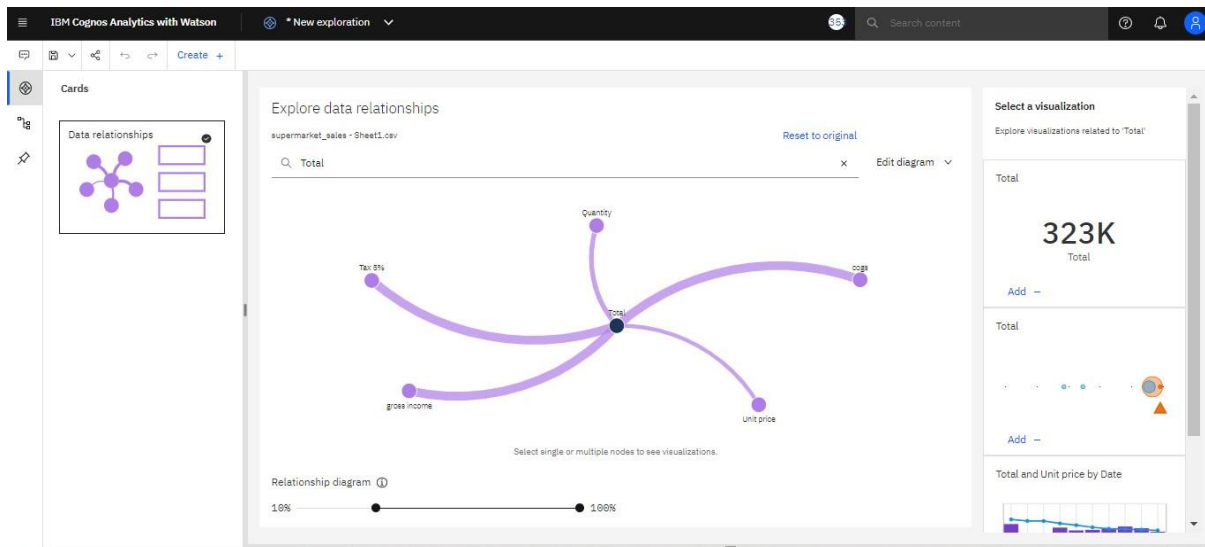 IBM Cognos Analytics with Watson
* New exploration
Search content
Create +
Cards
Data relationships
Explore data relationships
supermarket_sales - Sheet1.csv
Reset to original
Total
Edit diagram
Quantity
Tax 5%
cogs
Total
gross income
Unit price
Select single or multiple nodes to see visualizations.
Relationship diagram
10%
100%
Select a visualization
Explore visualizations related to 'Total'
Total
323K
Total
Add
Total
Add
Total and Unit price by Date